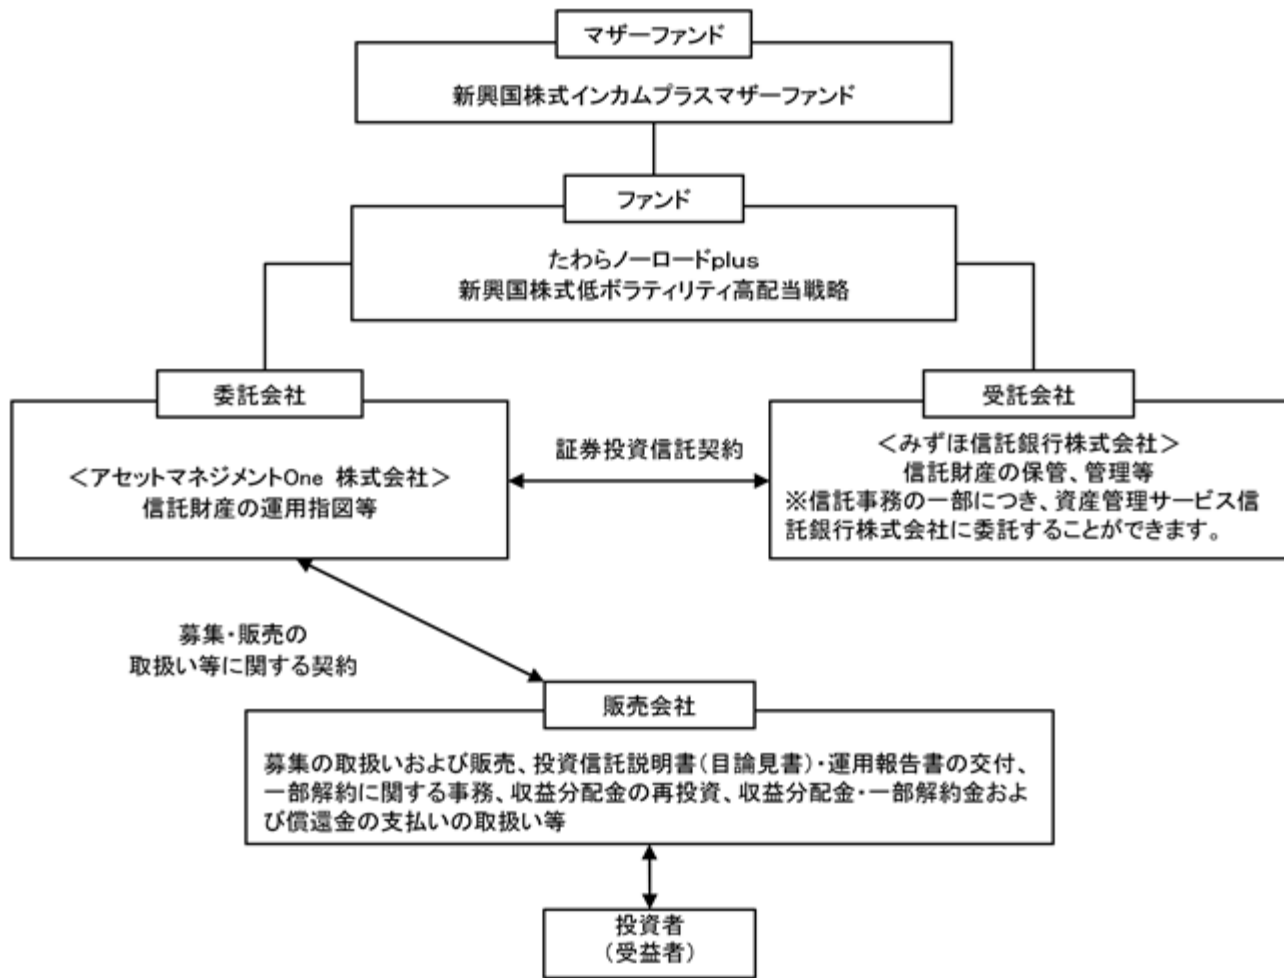 マザーファンド
新興国株式インカムプラスマザーファンド
ファンド
たわらノーロードplus
新興国株式低ボラティリティ高配当戦略
委託会社
＜アセットマネジメントOne 株式会社＞
信託財産の運用指図等
証券投資信託契約
受託会社
＜みずほ信託銀行株式会社＞
信託財産の保管、管理等
※信託事務の一部につき、資産管理サービス信
託銀行株式会社に委託することができます。
募集・販売の
取扱い等に関する契約
販売会社
募集の取扱いおよび販売、投資信託説明書（目論見書）・運用報告書の交付、
一部解約に関する事務、収益分配金の再投資、収益分配金・一部解約金およ
び償還金の支払いの取扱い等
投資者
（受益者）